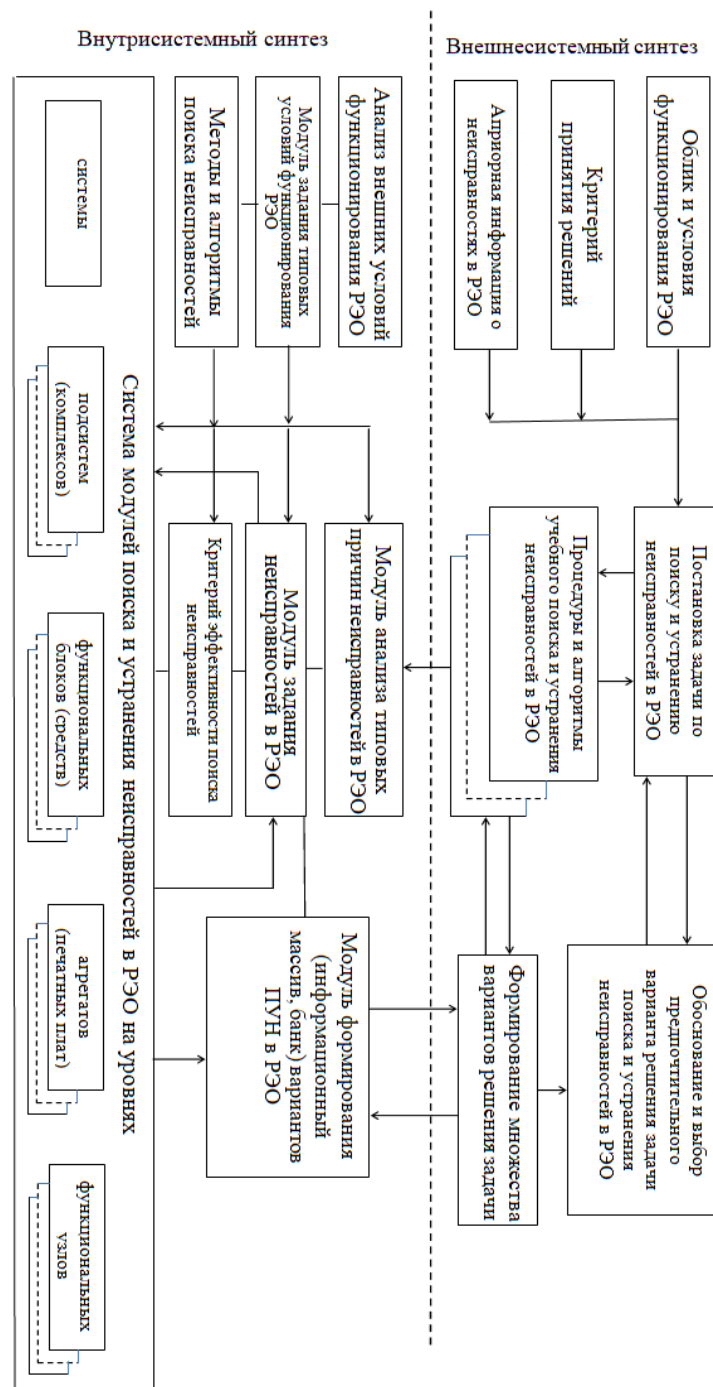 Внешнесистемный синтез
Облик и условия
функционирования РЭО
Критерий
принятия решений
Априорная информация о
неисправностях в РЭО
Постановка задачи по
поиску и устранению
неисправностей в РЭО
Процедуры и алгоритмы
учебного поиска и устранения
неисправностей в РЭО
Обоснование и выбор
предпочтительного
варианта решения задачи
поиска и устранения
неисправностей в РЭО
Формирование множества
вариантов решения задачи
Внутрисистемный синтез
Анализ внешних условий
функционирования РЭО
Модуль задания типовых
условий функционирования
РЭО
Методы и алгоритмы
поиска неисправностей
Модуль анализа типовых
причин неисправностей в РЭО
Модуль задания
неисправностей в РЭО
Критерий эффективности поиска
неисправностей
Модуль формирования
(информационный
массив, банк) вариантов
ПУН в РЭО
Система модулей поиска и устранения неисправностей в РЭО на уровнях
системы
подсистем
(комплексов)
функциональных
блоков (средств)
агрегатов
(печатных плат)
функциональных
узлов